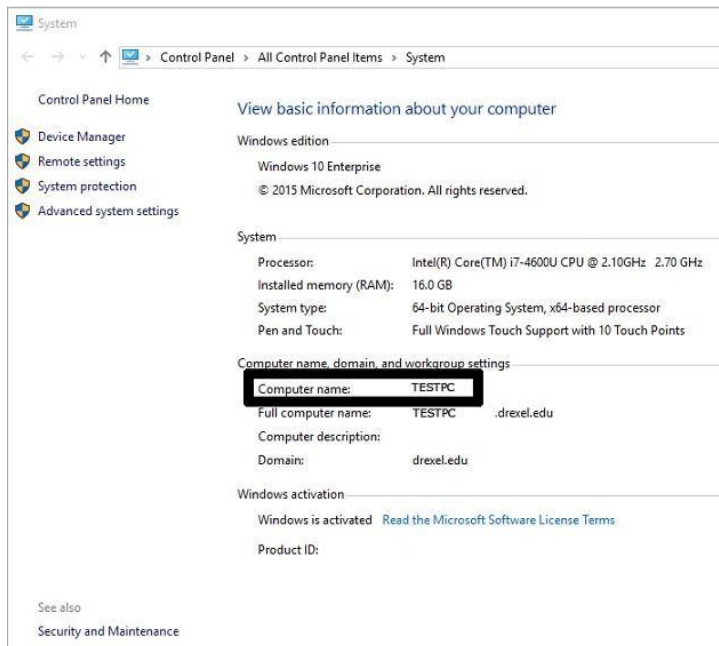 System
Control Panel > All Control Panel Items > System
Control Panel Home
Device Manager
Remote settings
System protection
Advanced system settings
View basic information about your computer
Windows edition
Windows 10 Enterprise
© 2015 Microsoft Corporation. All rights reserved.
System
Processor: Intel(R) Core(TM) i7-4600U CPU @ 2.10GHz 2.70 GHz
Installed memory (RAM): 16.0 GB
System type: 64-bit Operating System, x64-based processor
Pen and Touch: Full Windows Touch Support with 10 Touch Points
Computer name, domain, and workgroup settings
Computer name: TESTPC
Full computer name: TESTPC .drexel.edu
Computer description:
Domain: drexel.edu
Windows activation
Windows is activated Read the Microsoft Software License Terms
Product ID:
See also
Security and Maintenance